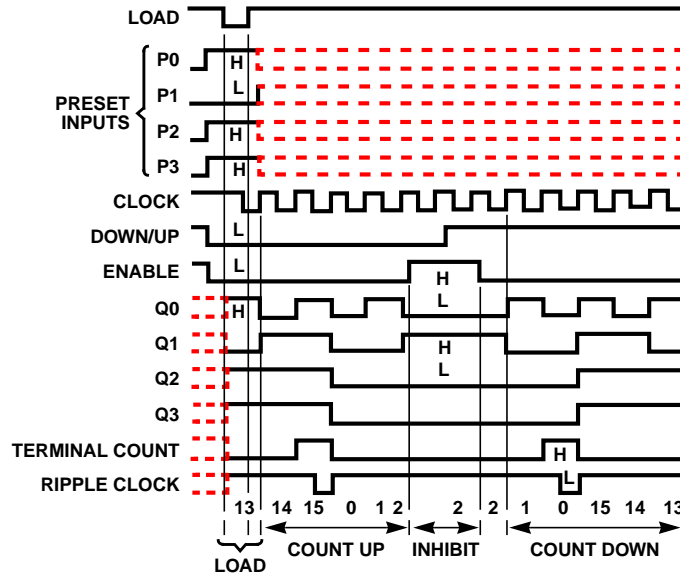 LOAD
P0 H
P1 L
PRESET INPUTS
P2 H
P3 H
CLOCK
DOWN/UP L
ENABLE L H
Q0 H L
Q1 H
Q2 L
Q3
TERMINAL COUNT H
RIPPLE CLOCK L
13 14 15 0 1 2 2 2 1 0 15 14 13
COUNT UP INHIBIT COUNT DOWN
LOAD